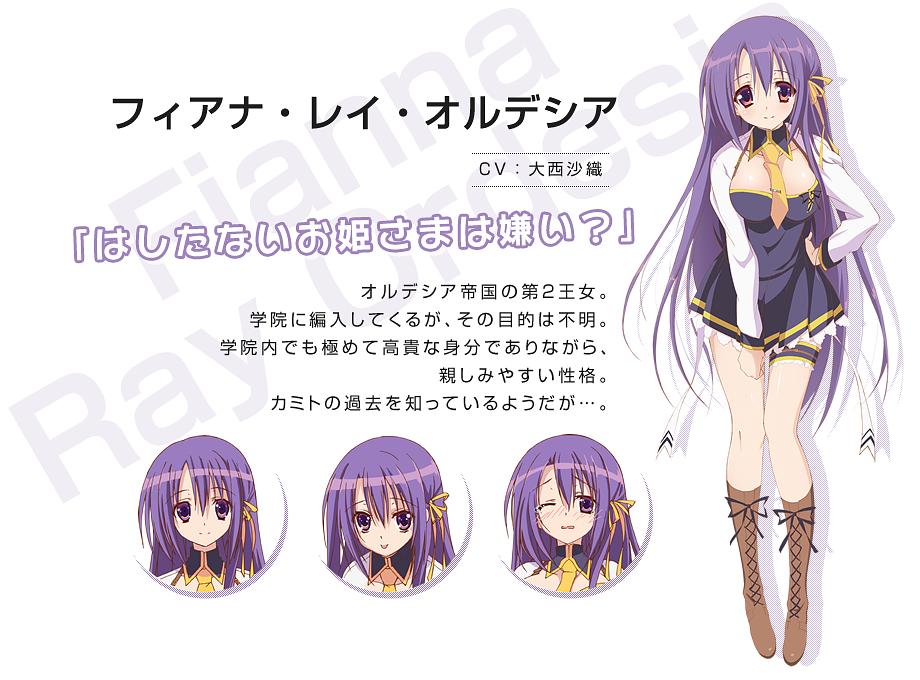 Fianna
Ray Ordesia
フィアナ・レイ・オルデシア
CV：大西沙織
「はしたないお姫さまは嫌い？」
オルデシア帝国の第2王女。
学院に編入してくるが、その目的は不明。
学院内でも極めて高貴な身分でありながら、
親しみやすい性格。
カミトの過去を知っているようだが…。